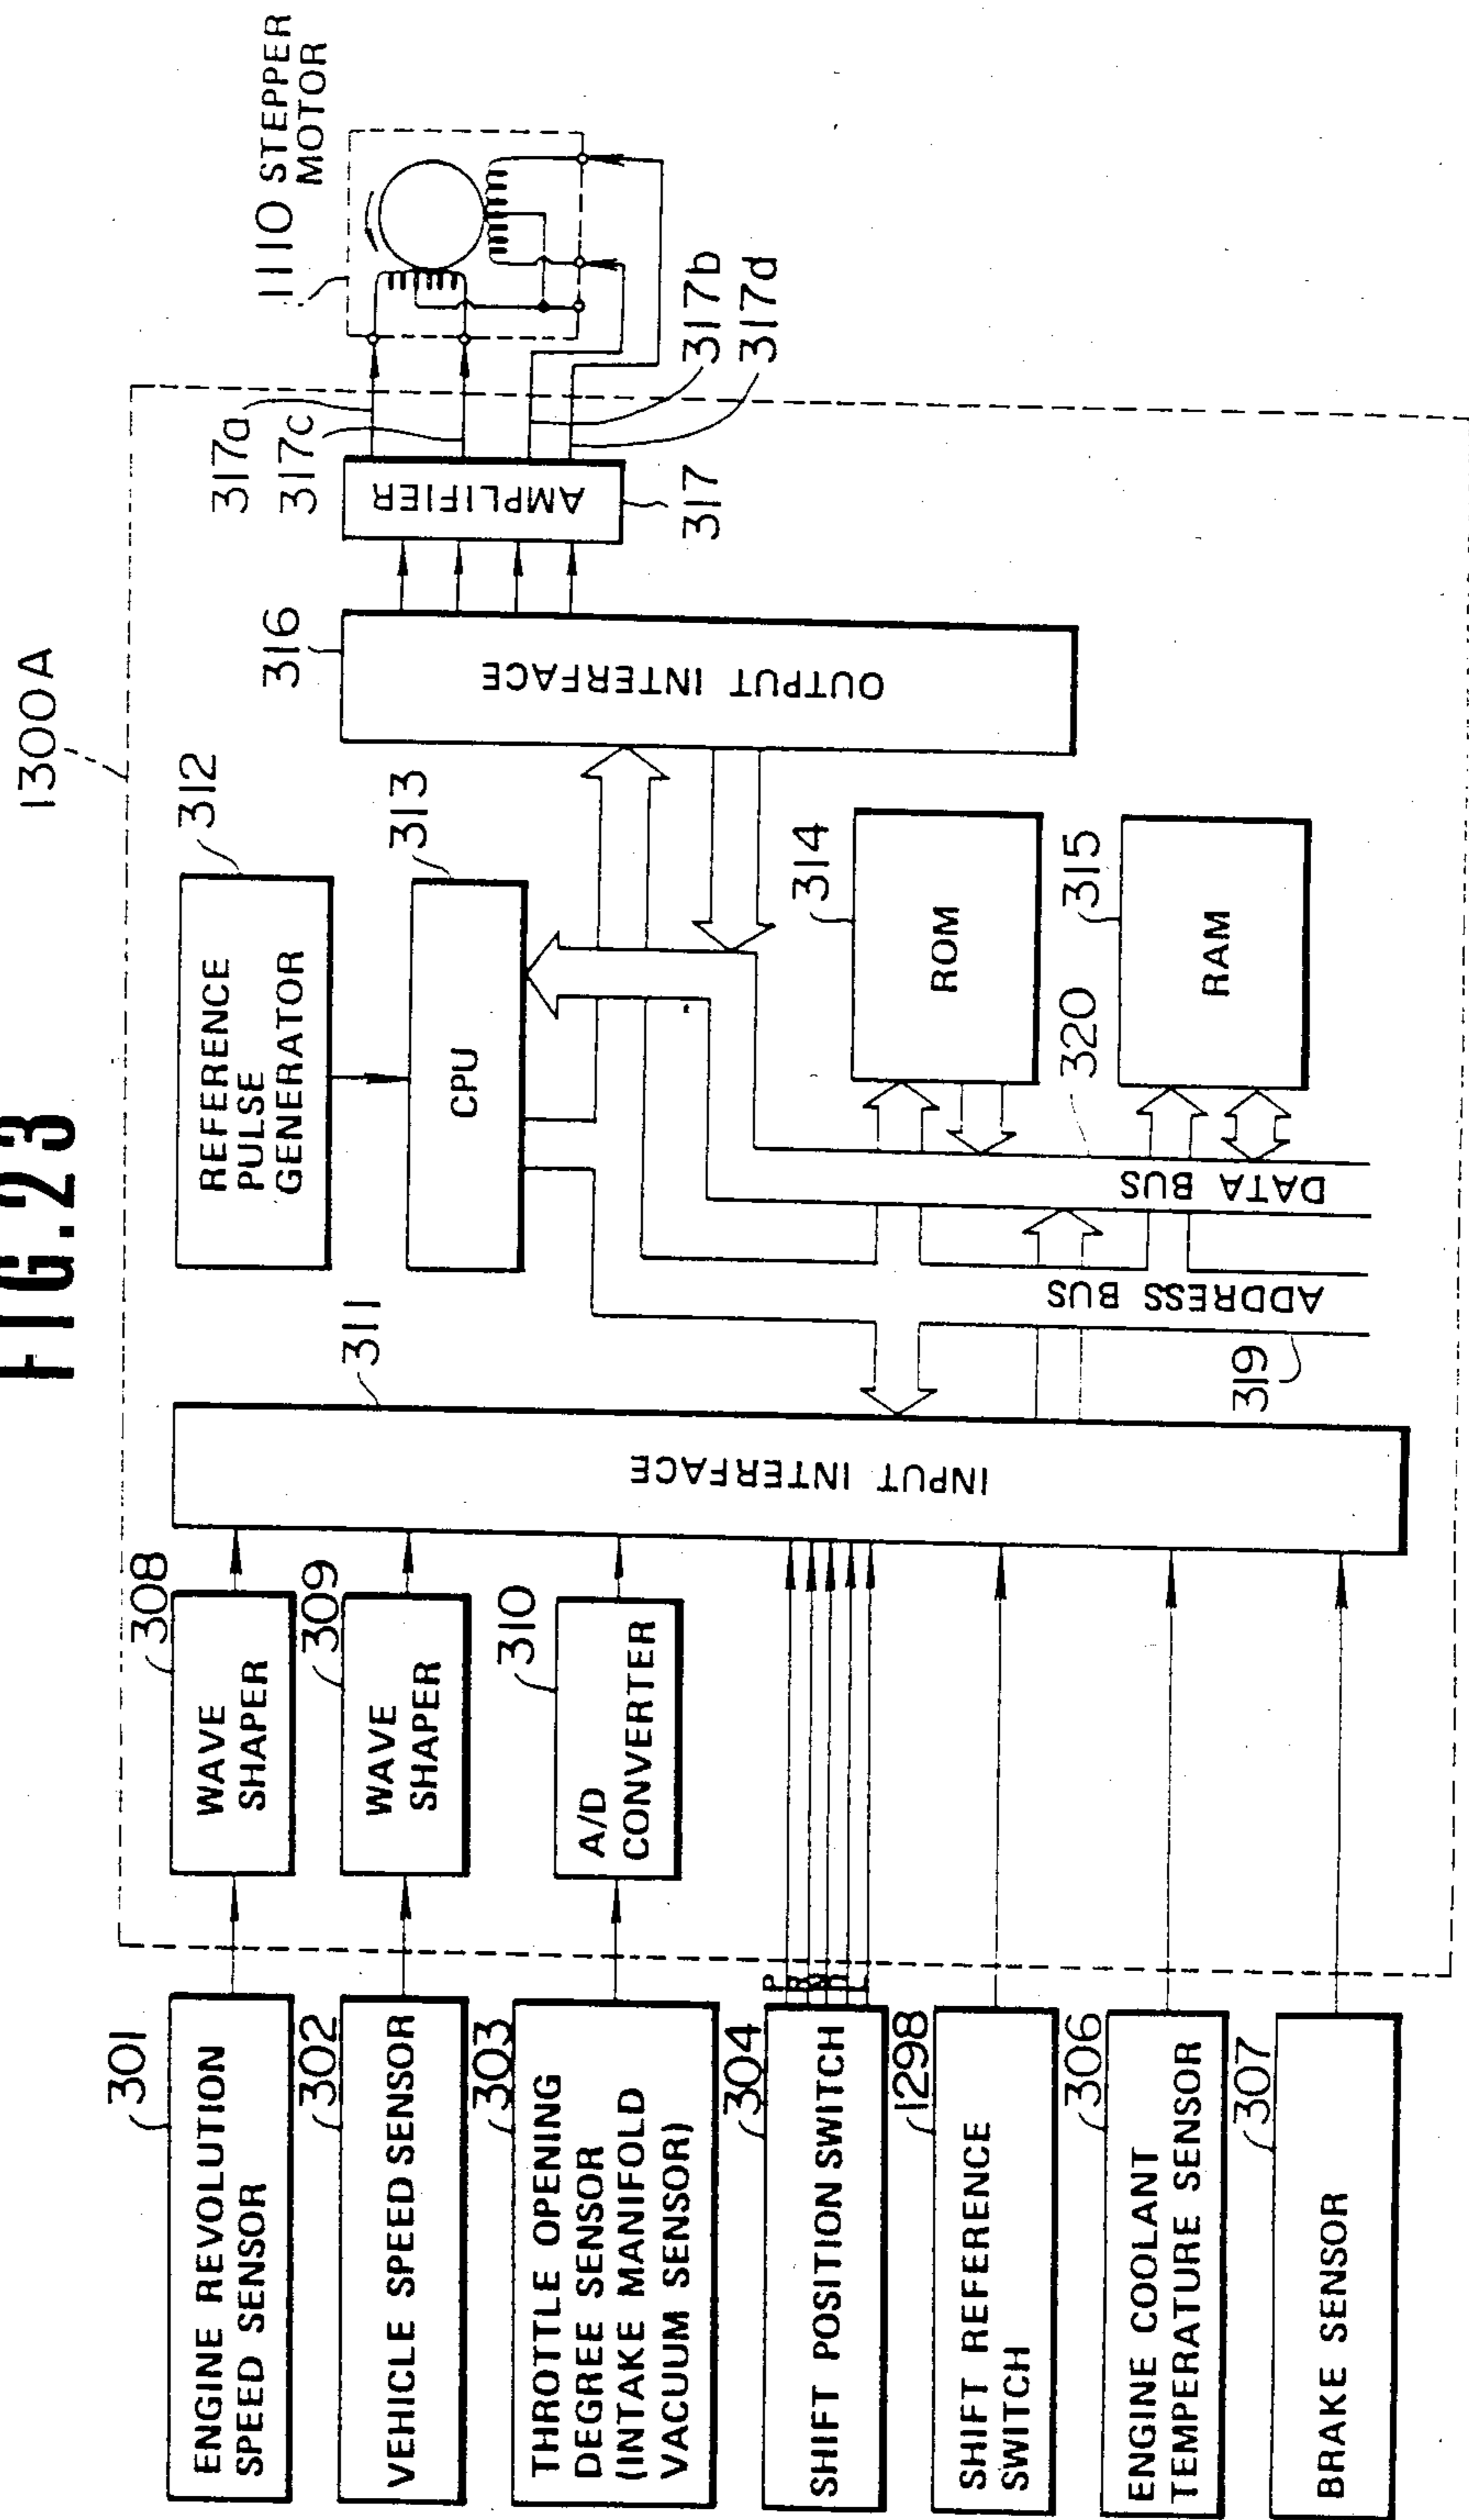 FIG.23
1300A
301
ENGINE REVOLUTION
SPEED SENSOR
302
VEHICLE SPEED SENSOR
303
THROTTLE OPENING
DEGREE SENSOR
(INTAKE MANIFOLD
VACUUM SENSOR)
304
SHIFT POSITION SWITCH
P
R
N
D
L
1298
SHIFT REFERENCE
SWITCH
306
ENGINE COOLANT
TEMPERATURE SENSOR
307
BRAKE SENSOR
308
WAVE
SHAPER
309
WAVE
SHAPER
310
A/D
CONVERTER
311
INPUT INTERFACE
312
REFERENCE
PULSE
GENERATOR
313
CPU
314
ROM
315
RAM
319
ADDRESS BUS
320
DATA BUS
316
OUTPUT INTERFACE
317
AMPLIFIER
317a
317c
317b
317d
1110 STEPPER
MOTOR